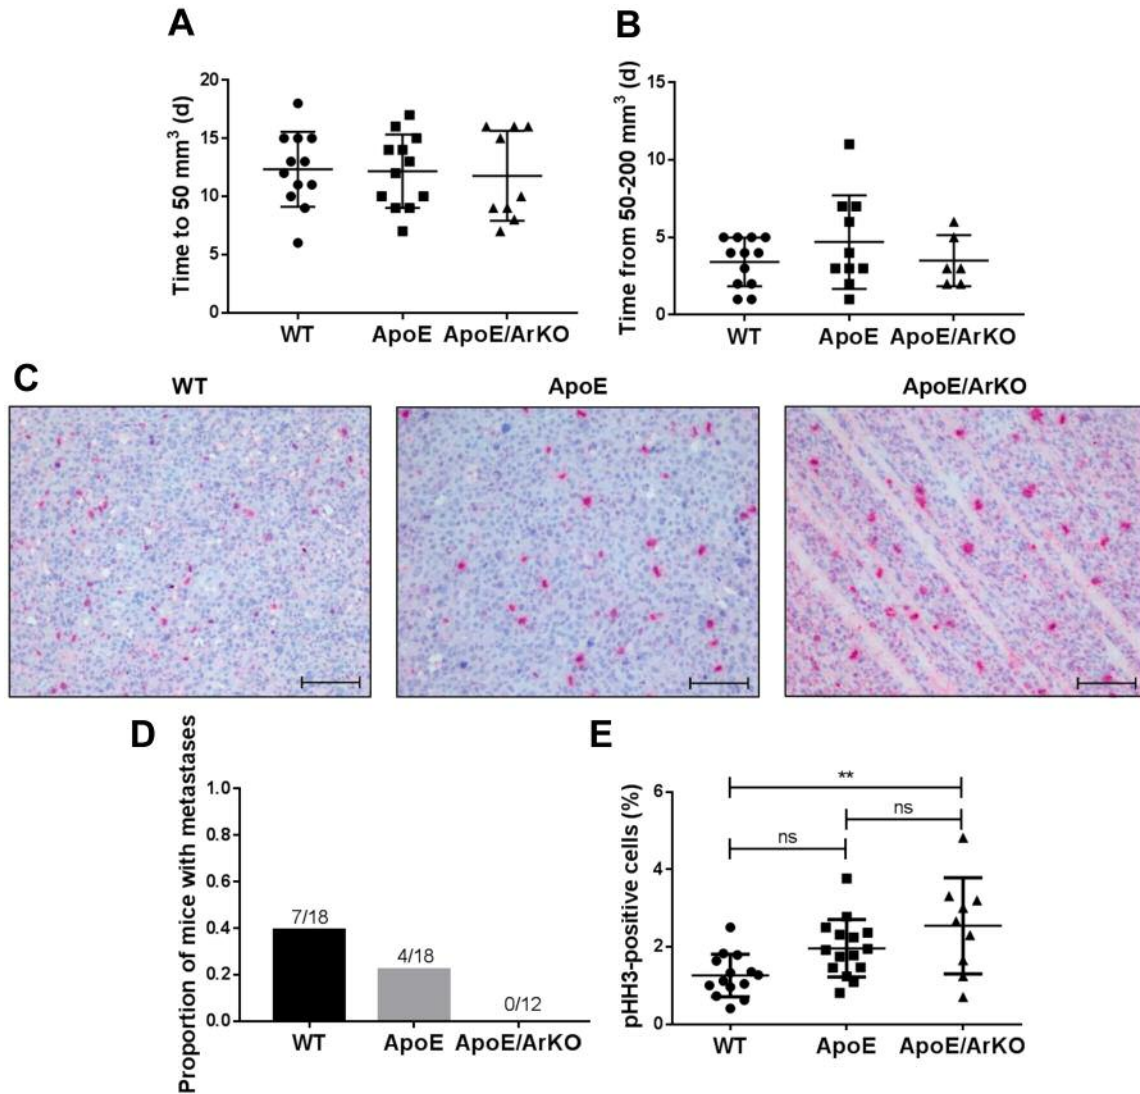 A
Time to 50 mm³ (d)
20
15
10
5
0
WT ApoE ApoE/ArKO
B
Time from 50-200 mm³ (d)
15
10
5
0
WT ApoE ApoE/ArKO
C
WT ApoE ApoE/ArKO
D
Proportion of mice with metastases
1.0
0.8
0.6
0.4
0.2
0.0
7/18
4/18
0/12
WT ApoE ApoE/ArKO
E
pHH3-positive cells (%)
6
4
2
0
**
ns
ns
WT ApoE ApoE/ArKO